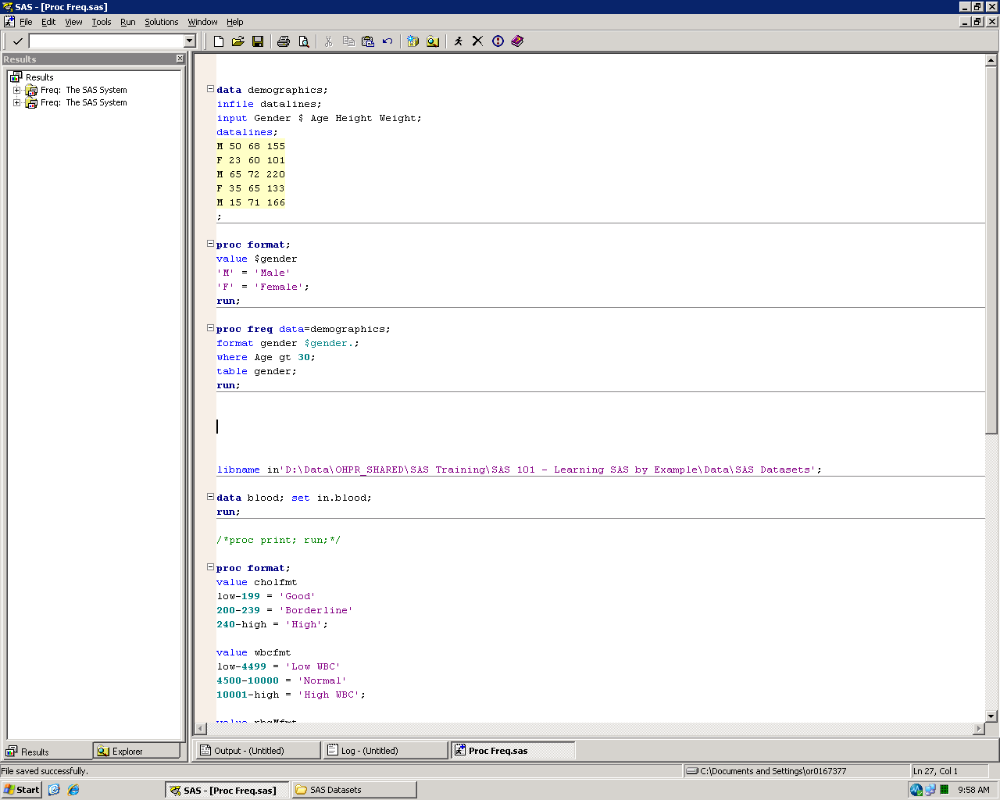 SAS - [Proc Freq.sas]
File Edit View Tools Run Solutions Window Help
Results
Results
Freq: The SAS System
Freq: The SAS System
data demographics;
infile datalines;
input Gender $ Age Height Weight;
datalines;
M 50 68 155
F 23 60 101
M 65 72 220
F 35 65 133
M 15 71 166
;
proc format;
value $gender
'M' = 'Male'
'F' = 'Female';
run;
proc freq data=demographics;
format gender $gender.;
where Age gt 30;
table gender;
run;
libname in'D:\Data\OHPR_SHARED\SAS Training\SAS 101 - Learning SAS by Example\Data\SAS Datasets';
data blood; set in.blood;
run;
/*proc print; run;*/
proc format;
value cholfmt
low-199 = 'Good'
200-239 = 'Borderline'
240-high = 'High';
value wbcfmt
low-4499 = 'Low WBC'
4500-10000 = 'Normal'
10001-high = 'High WBC';
value
Results Explorer
Output - (Untitled) Log - (Untitled) Proc Freq.sas
File saved successfully. C:\Documents and Settings\or0167377 Ln 27, Col 1
Start SAS - [Proc Freq.sas] SAS Datasets 9:58 AM